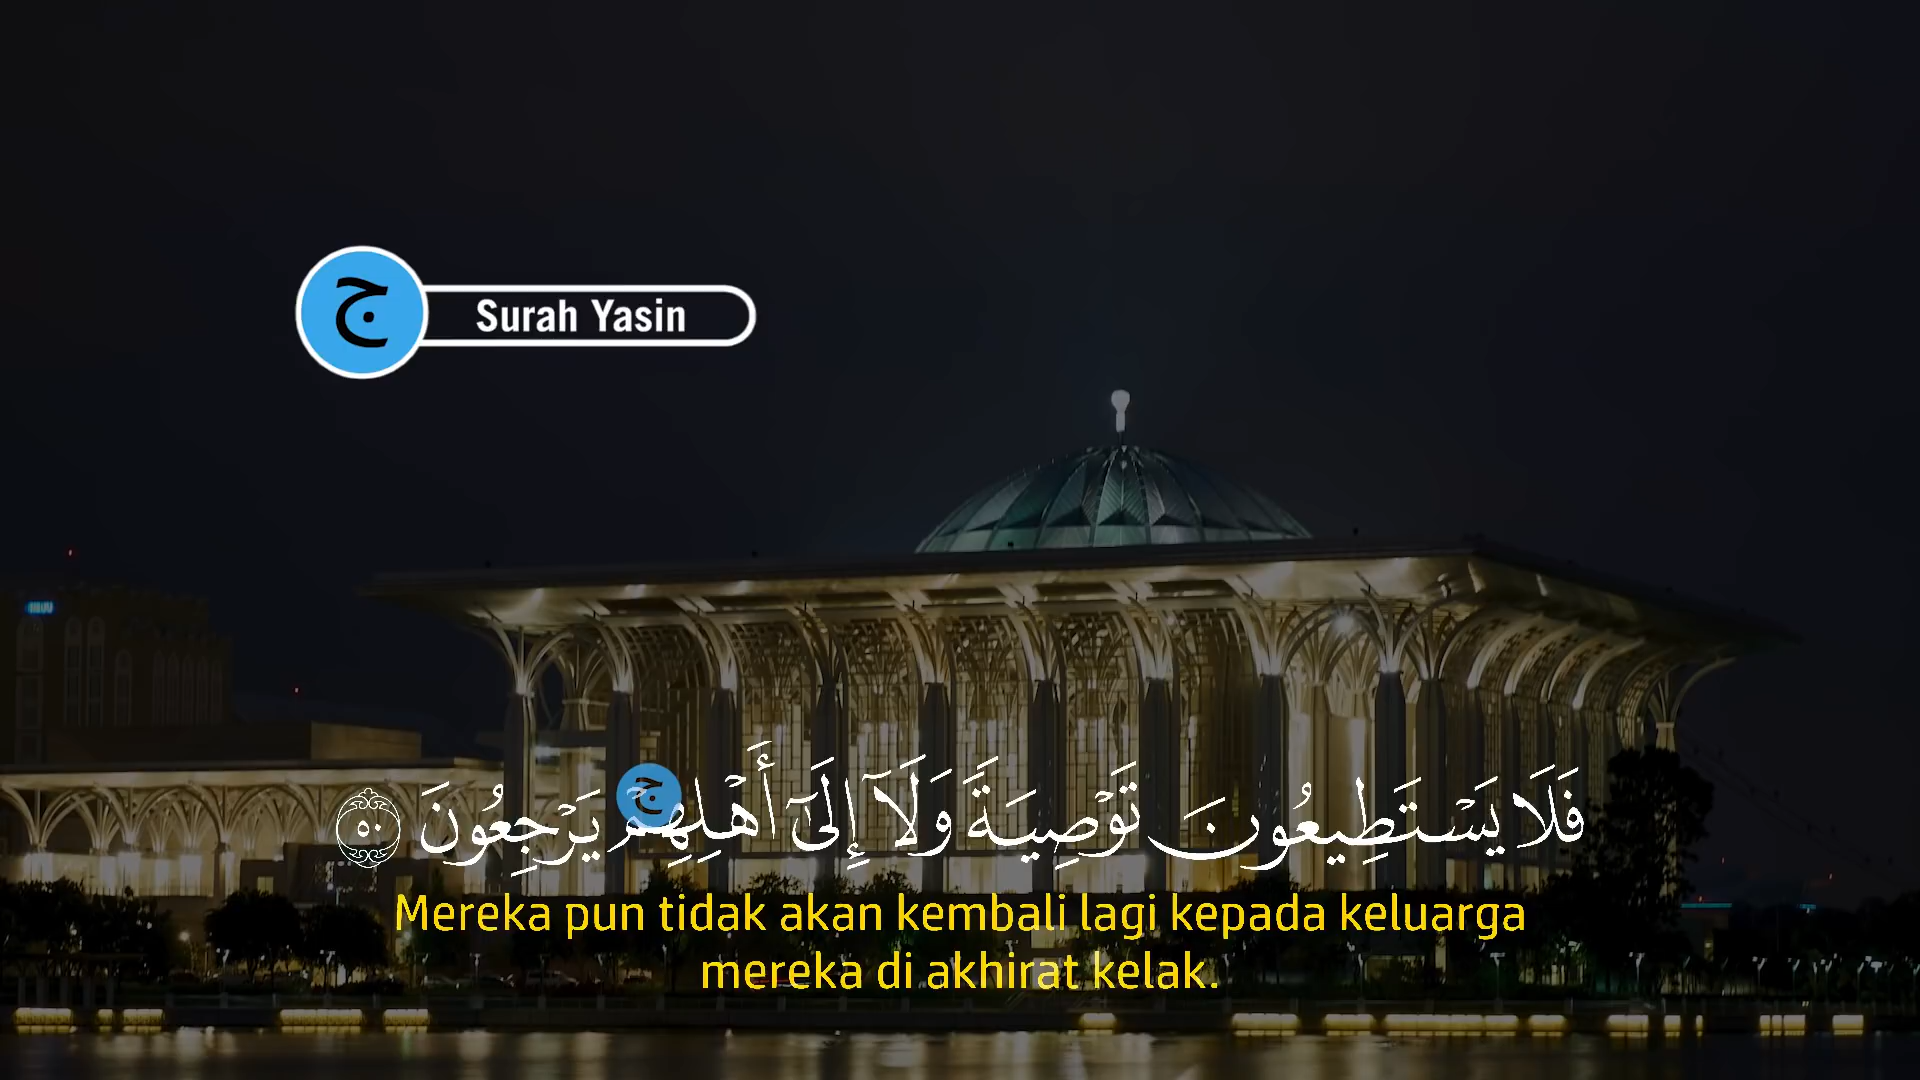 ج
Surah Yasin
فَلَا يَسْتَطِيعُونَ تَوْصِيَةً وَلَآ إِلَىٰٓ أَهْلِهِمْ يَرْجِعُونَ ٥٠
ج
Mereka pun tidak akan kembali lagi kepada keluarga
mereka di akhirat kelak.